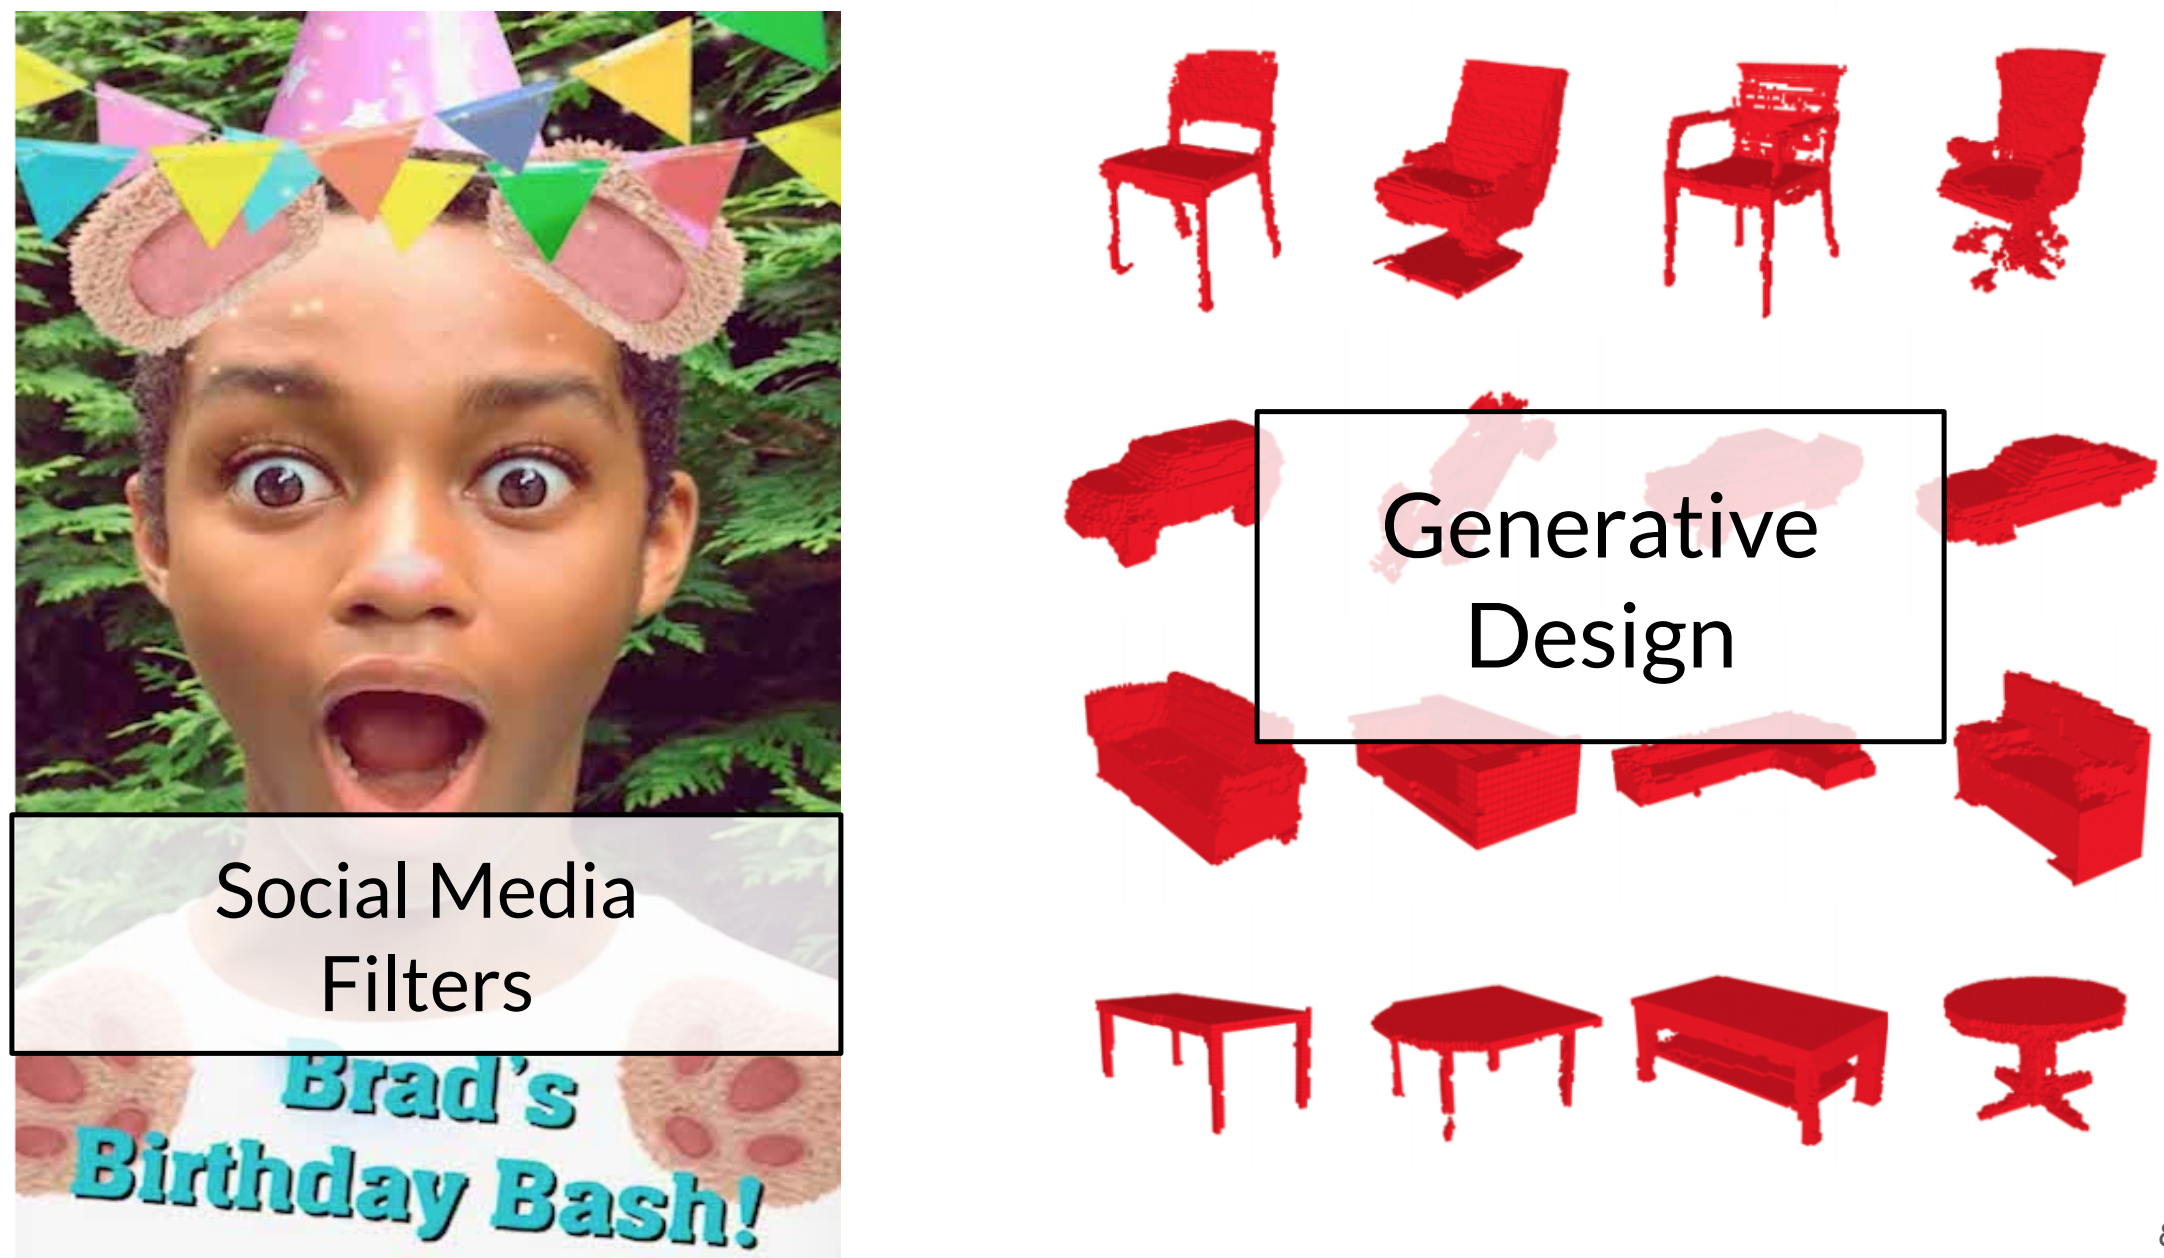 Social Media
Filters
Brad's
Birthday Bash!
Generative
Design